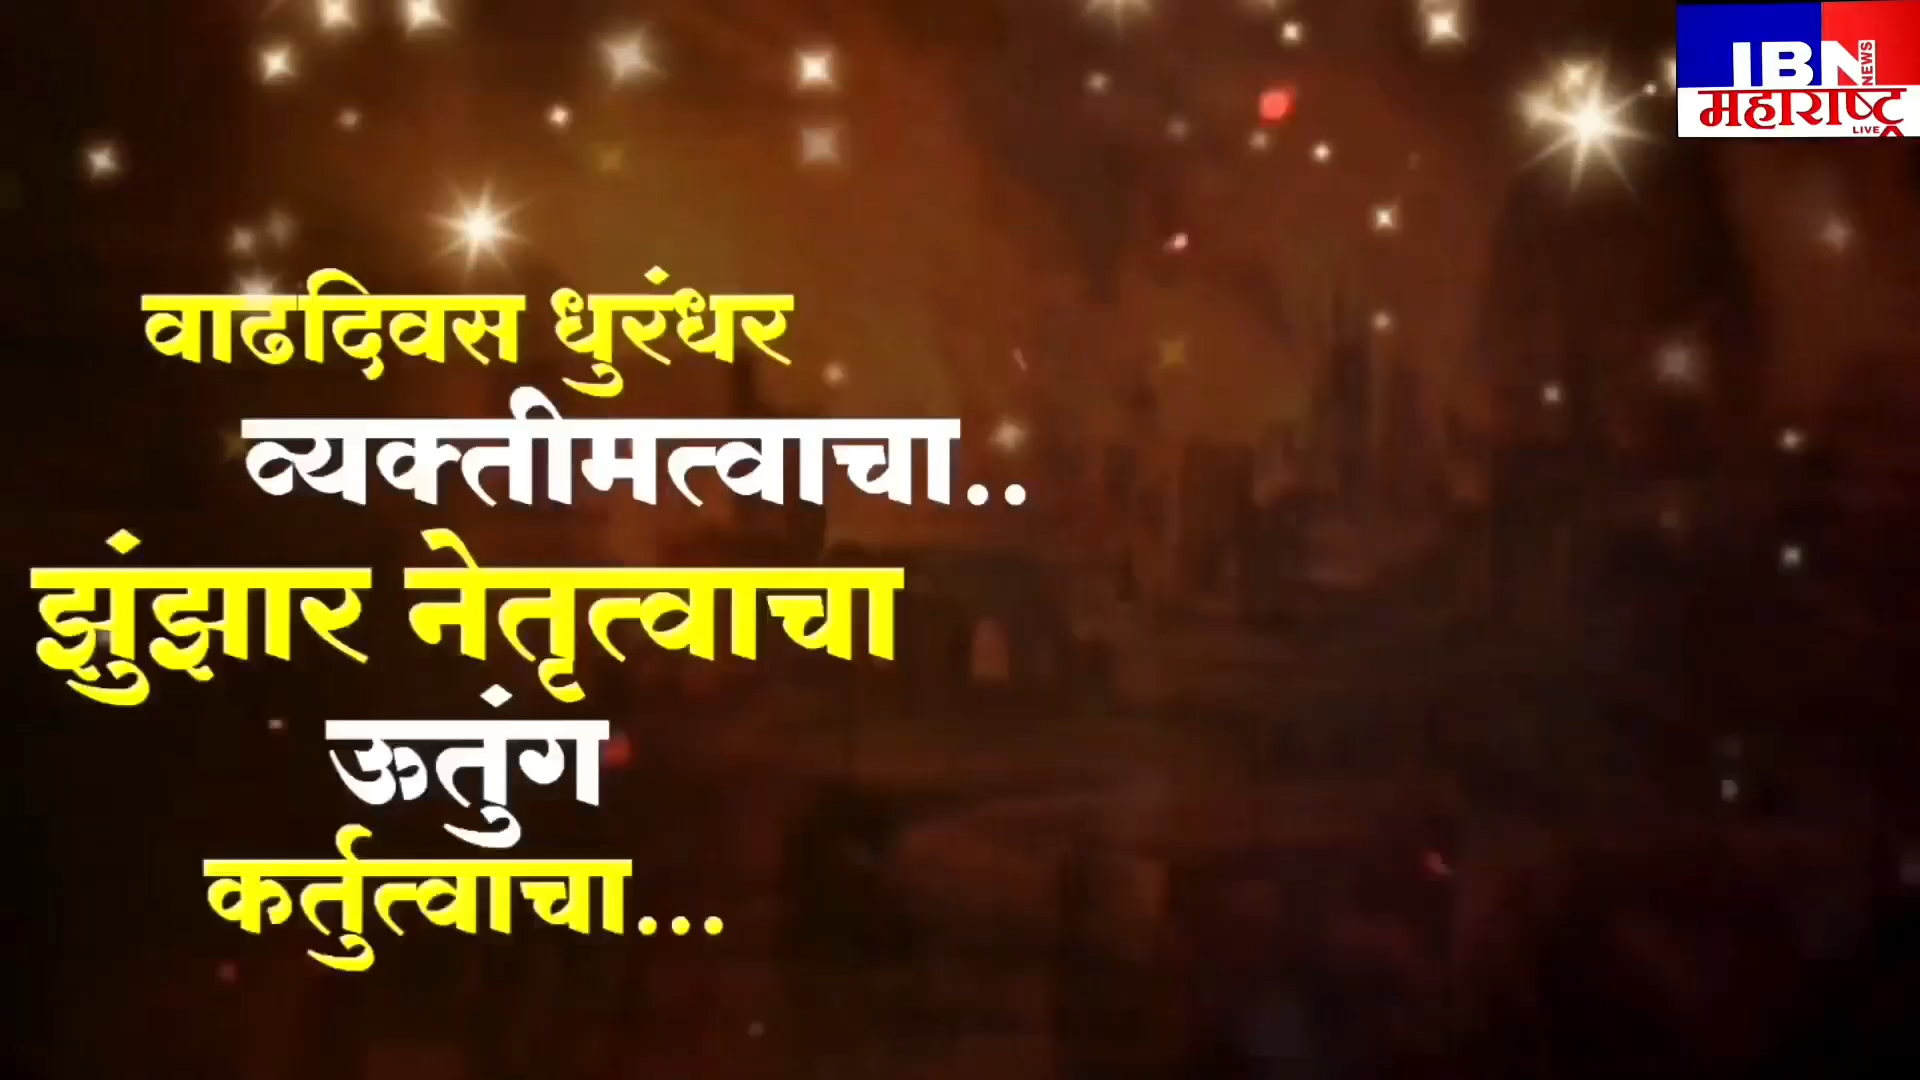 IBN
NEWS
महाराष्ट्र
LIVE
वाढदिवस धुरंधर
व्यक्तीमत्वाचा..
झुंझार नेतृत्वाचा
ऊतुंग
कर्तुत्वाचा...